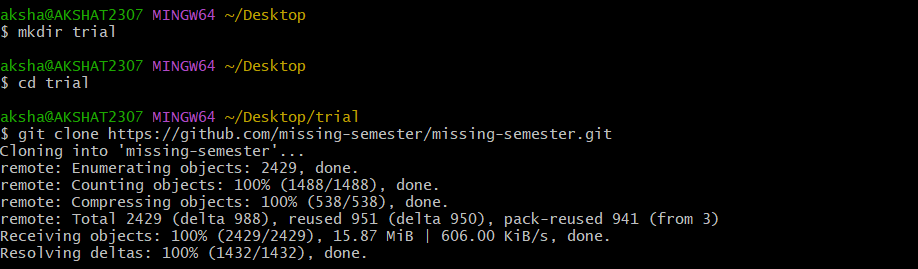 aksha@AKSHAT2307 MINGW64 ~/Desktop
$ mkdir trial
aksha@AKSHAT2307 MINGW64 ~/Desktop
$ cd trial
aksha@AKSHAT2307 MINGW64 ~/Desktop/trial
$ git clone https://github.com/missing-semester/missing-semester.git
Cloning into 'missing-semester'...
remote: Enumerating objects: 2429, done.
remote: Counting objects: 100% (1488/1488), done.
remote: Compressing objects: 100% (538/538), done.
remote: Total 2429 (delta 988), reused 951 (delta 950), pack-reused 941 (from 3)
Receiving objects: 100% (2429/2429), 15.87 MiB | 606.00 KiB/s, done.
Resolving deltas: 100% (1432/1432), done.